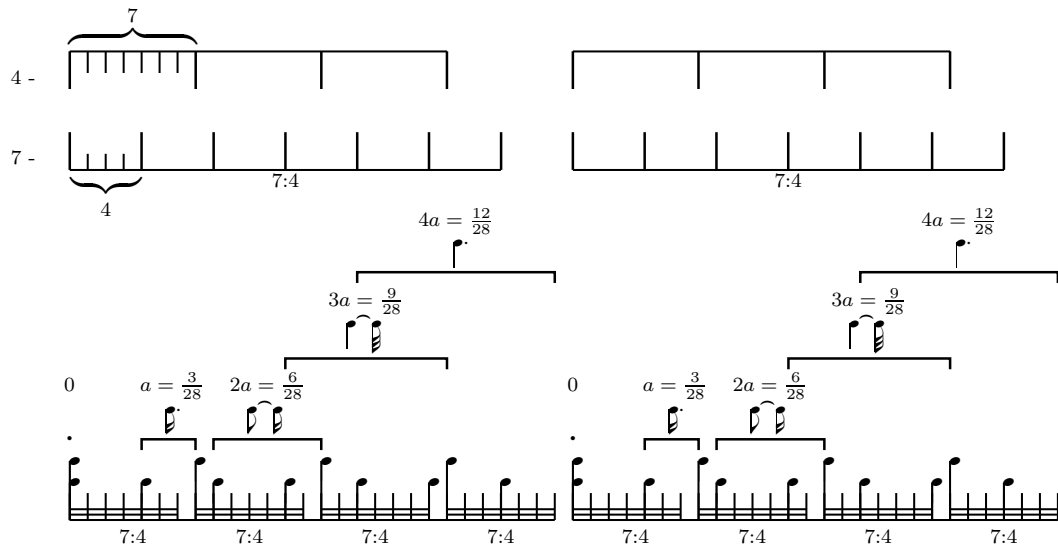 7
4 -
7 -
7:4 7:4
4
4a = 12/28 4a = 12/28
3a = 9/28 3a = 9/28
0 a = 3/28 2a = 6/28 0 a = 3/28 2a = 6/28
7:4 7:4 7:4 7:4 7:4 7:4 7:4 7:4